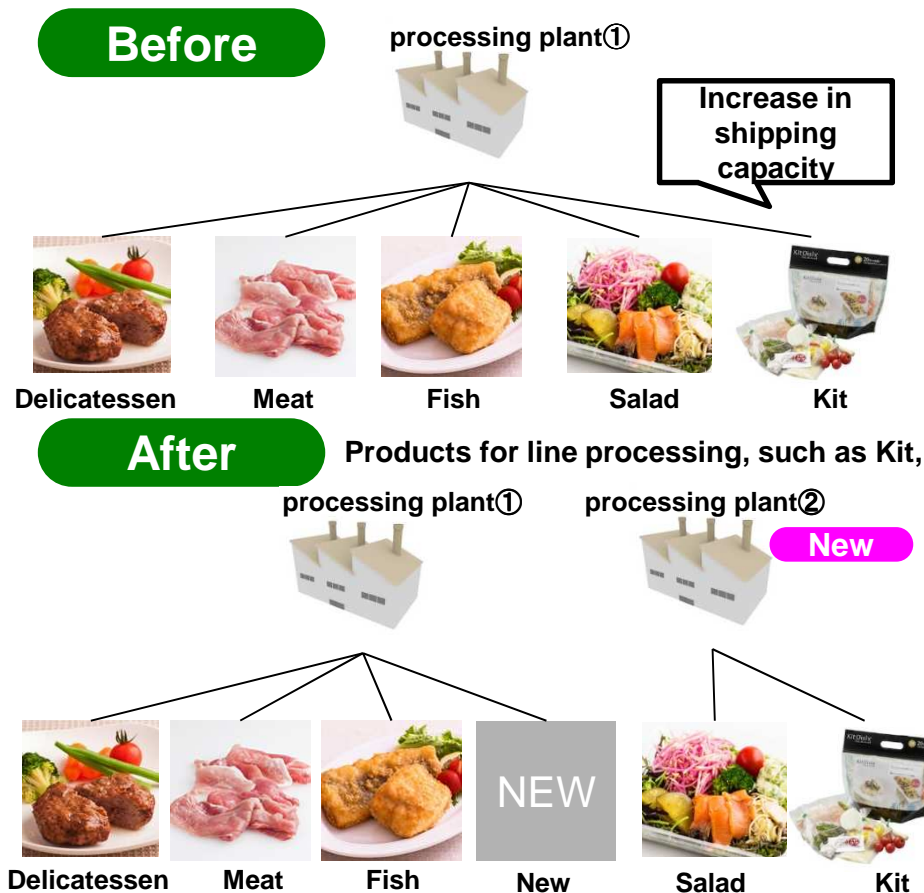 Before
processing plant①
Increase in
shipping
capacity
Delicatessen
Meat
Fish
Salad
Kit
After
Products for line processing, such as Kit,
processing plant①
processing plant②
New
NEW
Delicatessen
Meat
Fish
New
Salad
Kit